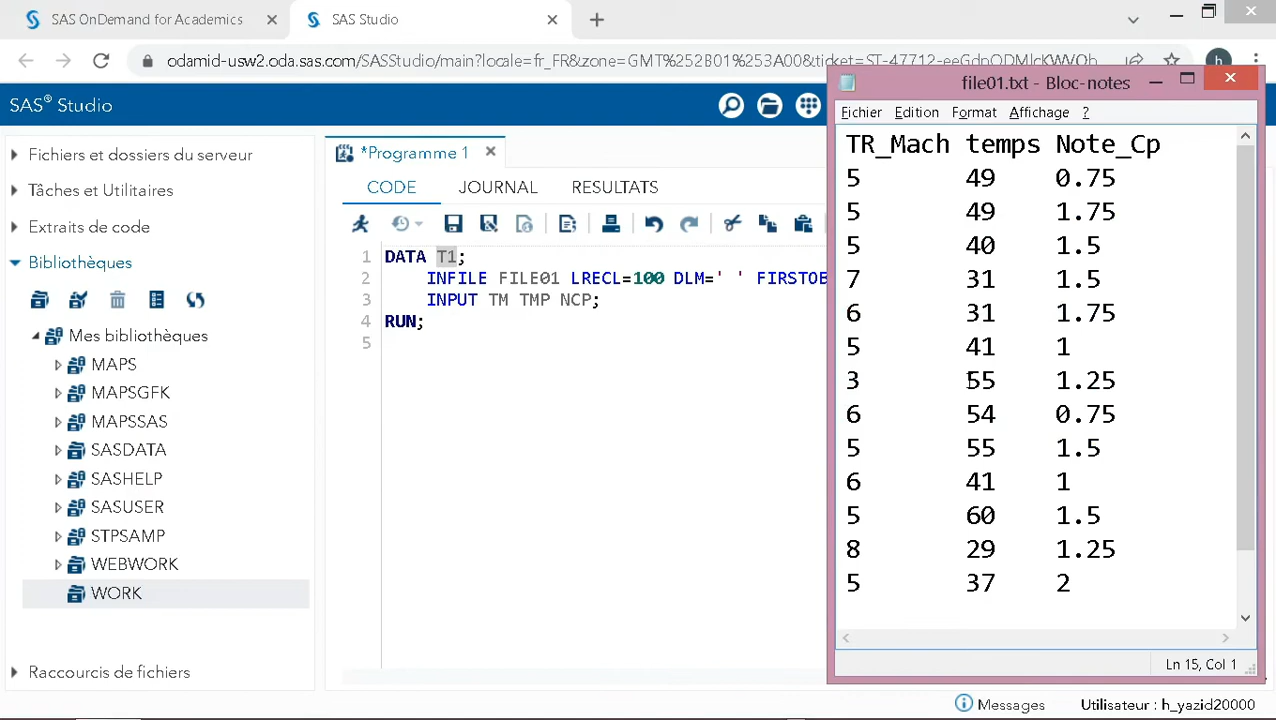 SAS OnDemand for Academics
SAS Studio
odamid-usw2.oda.sas.com/SASStudio/main?locale=fr_FR&zone=GMT%252B01%253A00&ticket=ST-47712-eeGdpODMlcKWVOb
SAS® Studio
Fichiers et dossiers du serveur
Tâches et Utilitaires
Extraits de code
Bibliothèques
Mes bibliothèques
MAPS
MAPSGFK
MAPSSAS
SASDATA
SASHELP
SASUSER
STPSAMP
WEBWORK
WORK
Raccourcis de fichiers
*Programme 1
CODE JOURNAL RESULTATS
1 DATA T1;
2 INFILE FILE01 LRECL=100 DLM=' ' FIRSTOB
3 INPUT TM TMP NCP;
4 RUN;
5
file01.txt - Bloc-notes
Fichier Edition Format Affichage ?
TR_Mach temps Note_Cp
5 49 0.75
5 49 1.75
5 40 1.5
7 31 1.5
6 31 1.75
5 41 1
3 55 1.25
6 54 0.75
5 55 1.5
6 41 1
5 60 1.5
8 29 1.25
5 37 2
Ln 15, Col 1
Messages Utilisateur : h_yazid20000